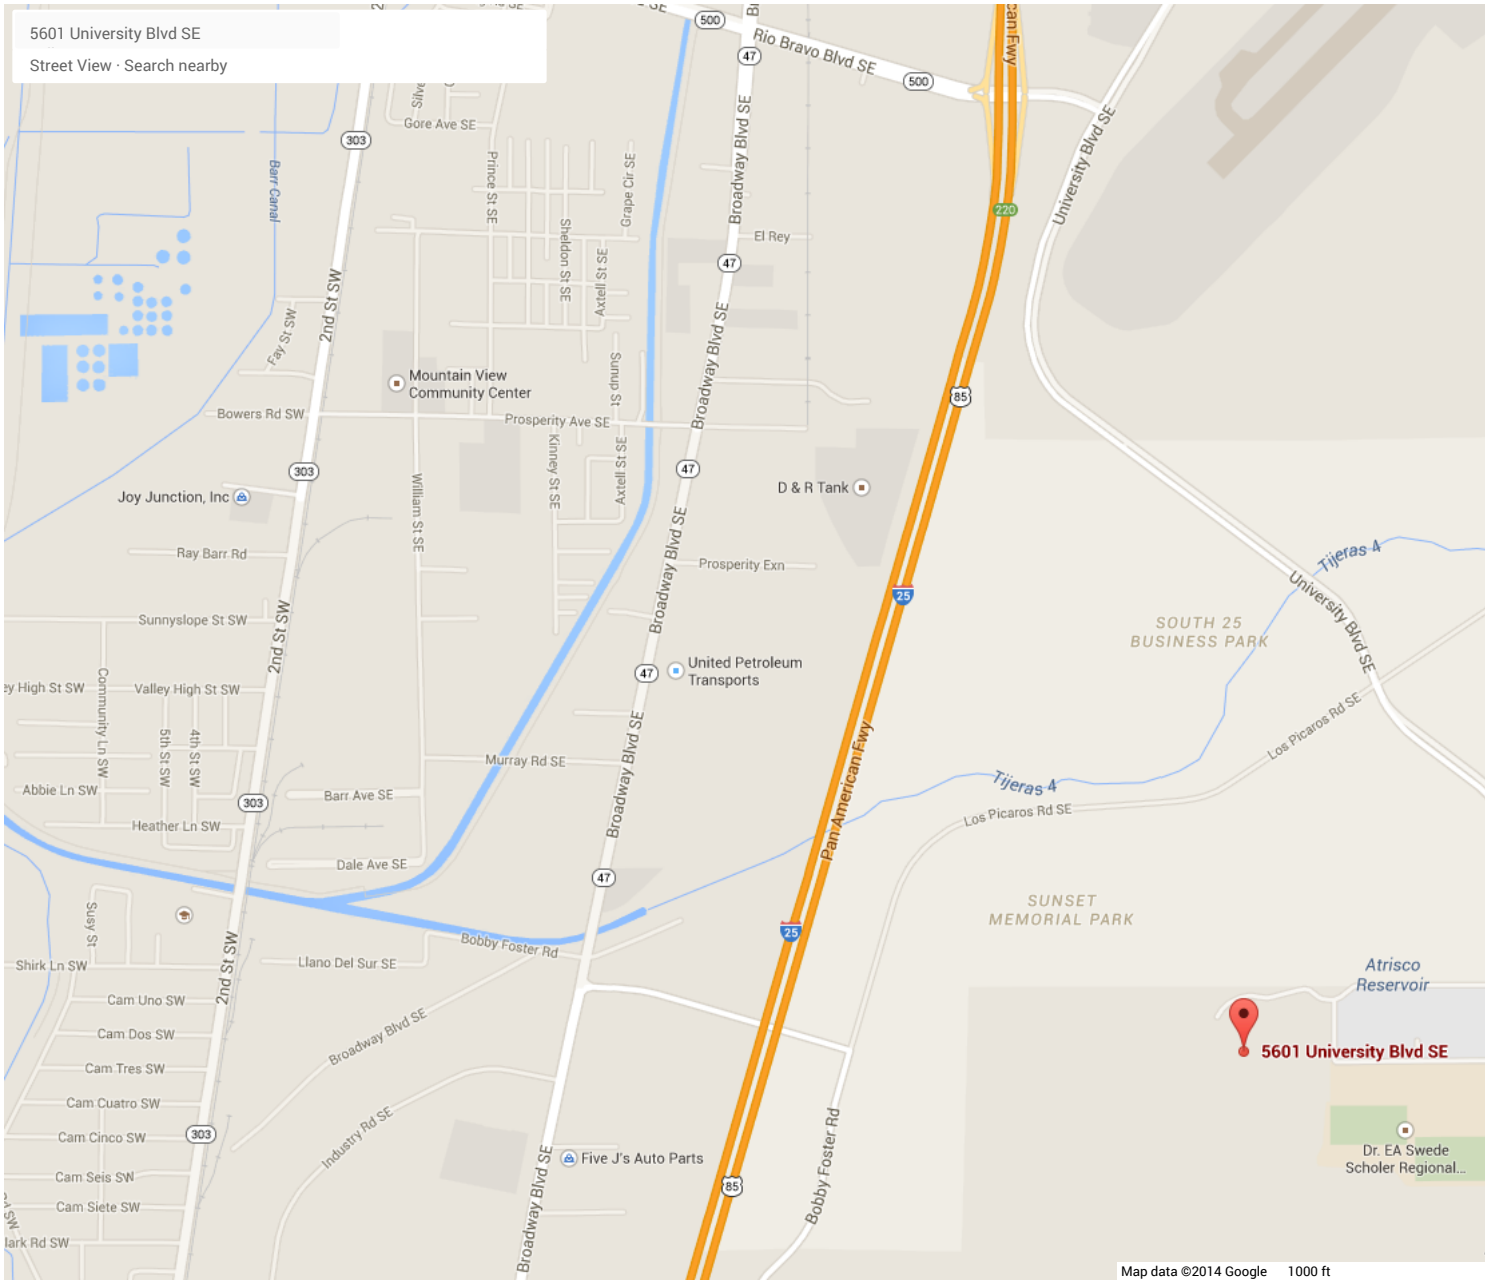 5601 University Blvd SE
Street View · Search nearby
500
Rio Bravo Blvd SE
47
500
can Fwy
303
Gore Ave SE
Barr Canal
Prince St SE
Grape Cir SE
Broadway Blvd SE
University Blvd SE
220
El Rey
Sheldon St SE
Axtell St SE
47
2nd St SW
Fay St SW
Broadway Blvd SE
Mountain View
Community Center
Sunup St
85
Bowers Rd SW
Prosperity Ave SE
303
Kinney St SE
Axtell St SE
47
D & R Tank
Joy Junction, Inc
William St SE
Ray Barr Rd
Broadway Blvd SE
Prosperity Exn
25
Tijeras 4
University Blvd SE
Sunnyslope St SW
2nd St SW
SOUTH 25
BUSINESS PARK
47
United Petroleum
Transports
ey High St SW
Valley High St SW
Community Ln SW
5th St SW
4th St SW
Los Picaros Rd SE
Murray Rd SE
Broadway Blvd SE
Pan American Fwy
Tijeras 4
Abbie Ln SW
303
Barr Ave SE
Los Picaros Rd SE
Heather Ln SW
Dale Ave SE
47
SUNSET
MEMORIAL PARK
Susy St
25
Bobby Foster Rd
Shirk Ln SW
2nd St SW
Llano Del Sur SE
Atrisco
Reservoir
Cam Uno SW
Cam Dos SW
Broadway Blvd SE
5601 University Blvd SE
Cam Tres SW
Cam Cuatro SW
Cam Cinco SW
303
Industry Rd SE
Bobby Foster Rd
Five J's Auto Parts
Dr. EA Swede
Scholer Regional...
Cam Seis SW
85
Broadway Blvd SE
Cam Siete SW
Rd SW
lark Rd SW
Map data ©2014 Google 1000 ft